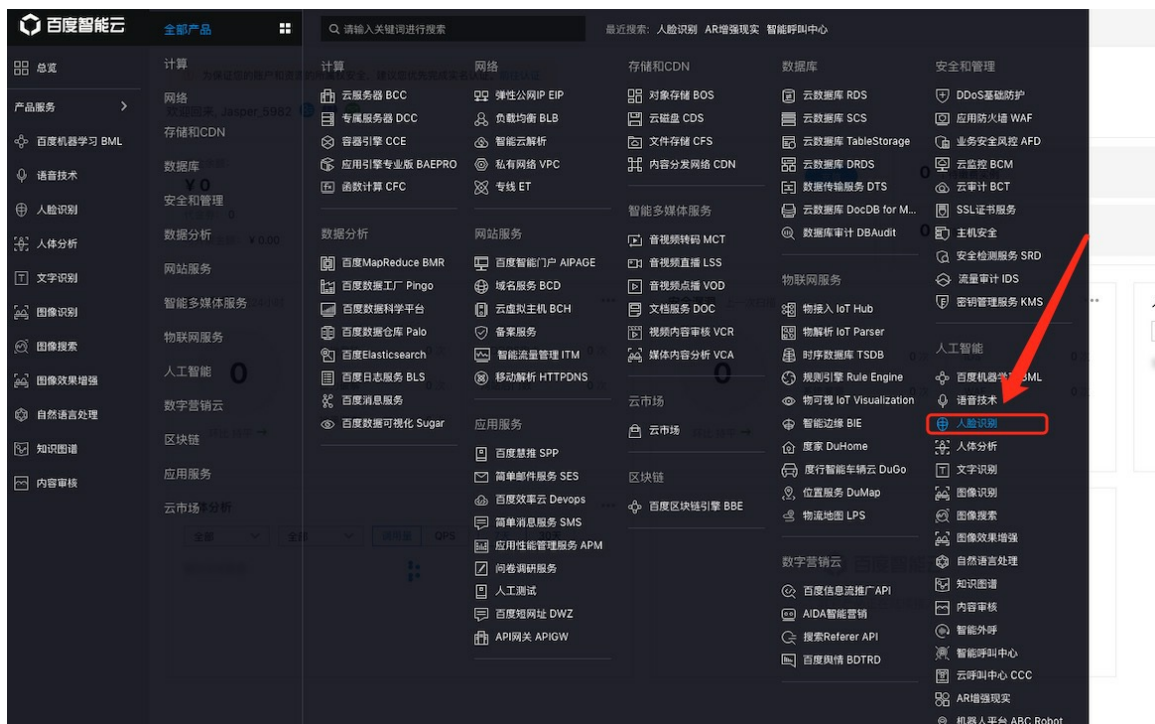 百度智能云
总览
产品服务
百度机器学习 BML
语音技术
人脸识别
人体分析
文字识别
图像识别
图像搜索
图像效果增强
自然语言处理
知识图谱
内容审核
全部产品
计算
网络
存储和CDN
数据库
安全和管理
数据分析
网站服务
智能多媒体服务
物联网服务
人工智能
数字营销云
区块链
应用服务
云市场
请输入关键词进行搜索
最近搜索: 人脸识别 AR增强现实 智能呼叫中心
计算
云服务器 BCC
专属服务器 DCC
容器引擎 CCE
应用引擎专业版 BAEPRO
函数计算 CFC
数据分析
百度MapReduce BMR
百度数据工厂 Pingo
百度数据科学平台
百度数据仓库 Palo
百度Elasticsearch
百度日志服务 BLS
百度消息服务
百度数据可视化 Sugar
网络
弹性公网IP EIP
负载均衡 BLB
智能云解析
私有网络 VPC
专线 ET
网站服务
百度智能门户 AIPAGE
域名服务 BCD
云虚拟主机 BCH
备案服务
智能流量管理 ITM
移动解析 HTTPDNS
应用服务
百度慧推 SPP
简单邮件服务 SES
百度效率云 Devops
简单消息服务 SMS
应用性能管理服务 APM
问卷调研服务
人工测试
百度短网址 DWZ
API网关 APIGW
存储和CDN
对象存储 BOS
云磁盘 CDS
文件存储 CFS
内容分发网络 CDN
智能多媒体服务
音视频转码 MCT
音视频直播 LSS
音视频点播 VOD
文档服务 DOC
视频内容审核 VCR
媒体内容分析 VCA
云市场
云市场
区块链
百度区块链引擎 BBE
数据库
云数据库 RDS
云数据库 SCS
云数据库 TableStorage
云数据库 DRDS
数据传输服务 DTS
云数据库 DocDB for M...
数据库审计 DBAudit
物联网服务
物接入 IoT Hub
物解析 IoT Parser
时序数据库 TSDB
规则引擎 Rule Engine
物可视 IoT Visualization
智能边缘 BIE
度家 DuHome
度行智能车辆云 DuGo
位置服务 DuMap
物流地图 LPS
数字营销云
百度信息流推广API
AIDA智能营销
搜索Referer API
百度舆情 BDTRD
安全和管理
DDoS基础防护
应用防火墙 WAF
业务安全风控 AFD
云监控 BCM
云审计 BCT
SSL证书服务
主机安全
安全检测服务 SRD
流量审计 IDS
密钥管理服务 KMS
人工智能
百度机器学习 BML
语音技术
人脸识别
人体分析
文字识别
图像识别
图像搜索
图像效果增强
自然语言处理
知识图谱
内容审核
智能外呼
智能呼叫中心
云呼叫中心 CCC
AR增强现实
机器人平台 ABC Robot